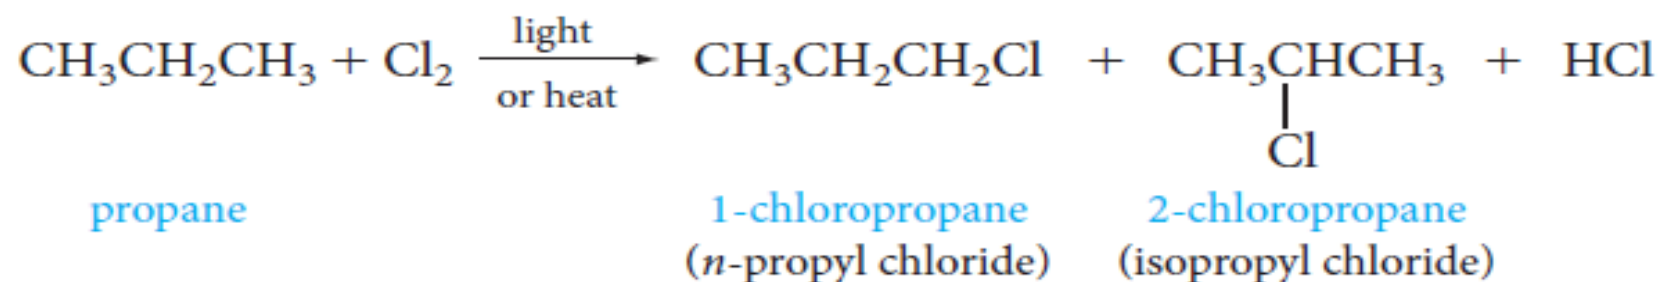 light
CH₃CH₂CH₃ + Cl₂ → CH₃CH₂CH₂Cl + CH₃CHCH₃ + HCl
or heat
Cl
propane 1-chloropropane 2-chloropropane
(n-propyl chloride) (isopropyl chloride)